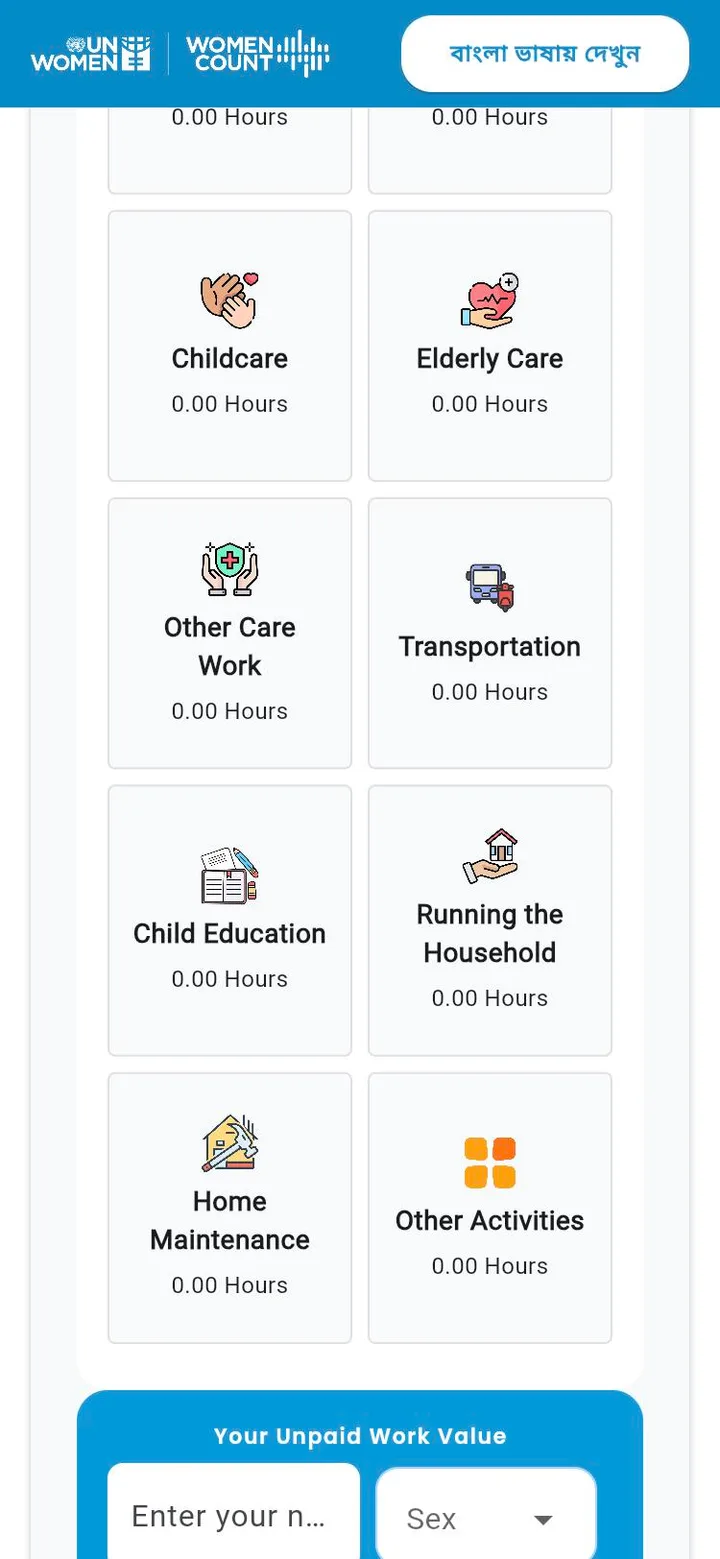 UN
WOMEN
WOMEN
COUNT
বাংলা ভাষায় দেখুন
0.00 Hours
0.00 Hours
Childcare
0.00 Hours
Elderly Care
0.00 Hours
Other Care
Work
0.00 Hours
Transportation
0.00 Hours
Child Education
0.00 Hours
Running the
Household
0.00 Hours
Home
Maintenance
0.00 Hours
Other Activities
0.00 Hours
Your Unpaid Work Value
Enter your n...
Sex